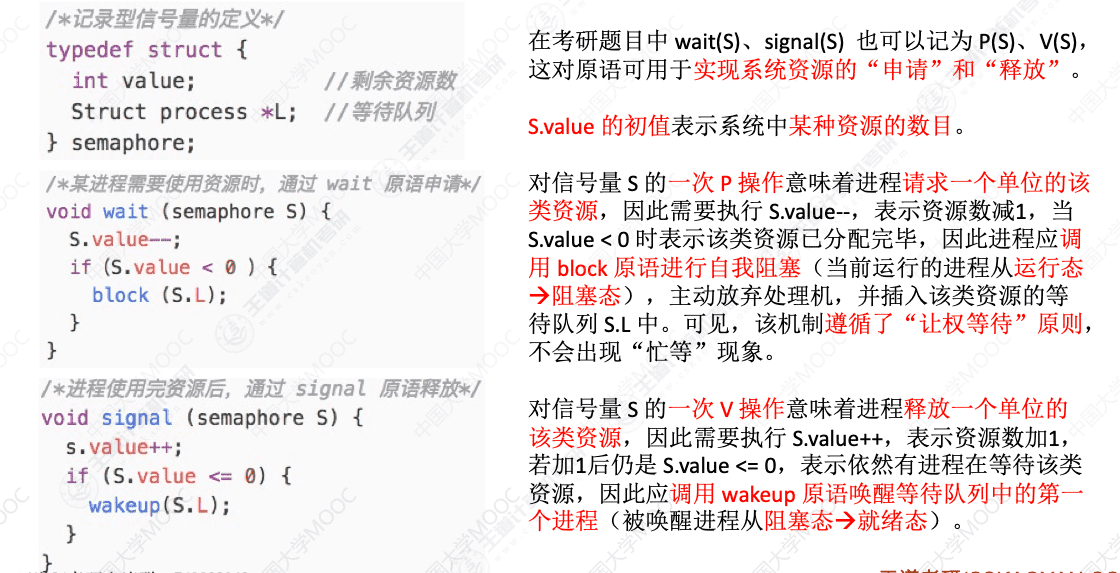 /*记录型信号量的定义*/
typedef struct {
int value; //剩余资源数
Struct process *L; //等待队列
} semaphore;
/*某进程需要使用资源时，通过 wait 原语申请*/
void wait (semaphore S) {
S.value--;
if (S.value < 0 ) {
block (S.L);
}
}
/*进程使用完资源后，通过 signal 原语释放*/
void signal (semaphore S) {
s.value++;
if (S.value <= 0) {
wakeup(S.L);
}
}
在考研题目中 wait(S)、signal(S) 也可以记为 P(S)、V(S)，
这对原语可用于实现系统资源的“申请”和“释放”。
S.value 的初值表示系统中某种资源的数目。
对信号量 S 的一次 P 操作意味着进程请求一个单位的该
类资源，因此需要执行 S.value--，表示资源数减1，当
S.value < 0 时表示该类资源已分配完毕，因此进程应调
用 block 原语进行自我阻塞（当前运行的进程从运行态
→阻塞态），主动放弃处理机，并插入该类资源的等
待队列 S.L 中。可见，该机制遵循了“让权等待”原则，
不会出现“忙等”现象。
对信号量 S 的一次 V 操作意味着进程释放一个单位的
该类资源，因此需要执行 S.value++，表示资源数加1，
若加1后仍是 S.value <= 0，表示依然有进程在等待该类
资源，因此应调用 wakeup 原语唤醒等待队列中的第一
个进程（被唤醒进程从阻塞态→就绪态）。